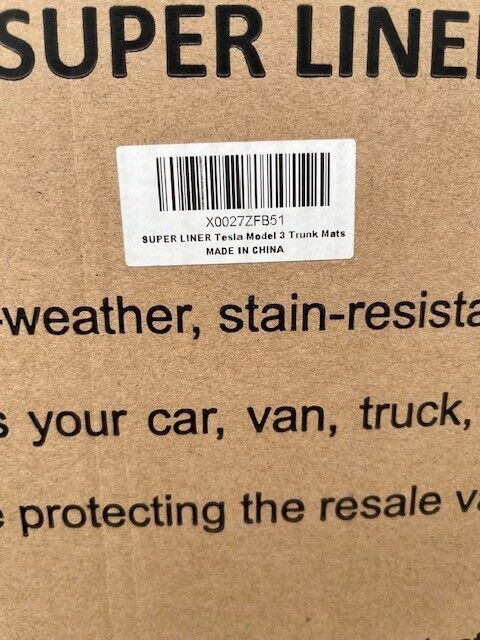 SUPER LINE
X0027ZFB51
SUPER LINER Tesla Model 3 Trunk Mats
MADE IN CHINA
-weather, stain-resista
s your car, van, truck,
e protecting the resale va